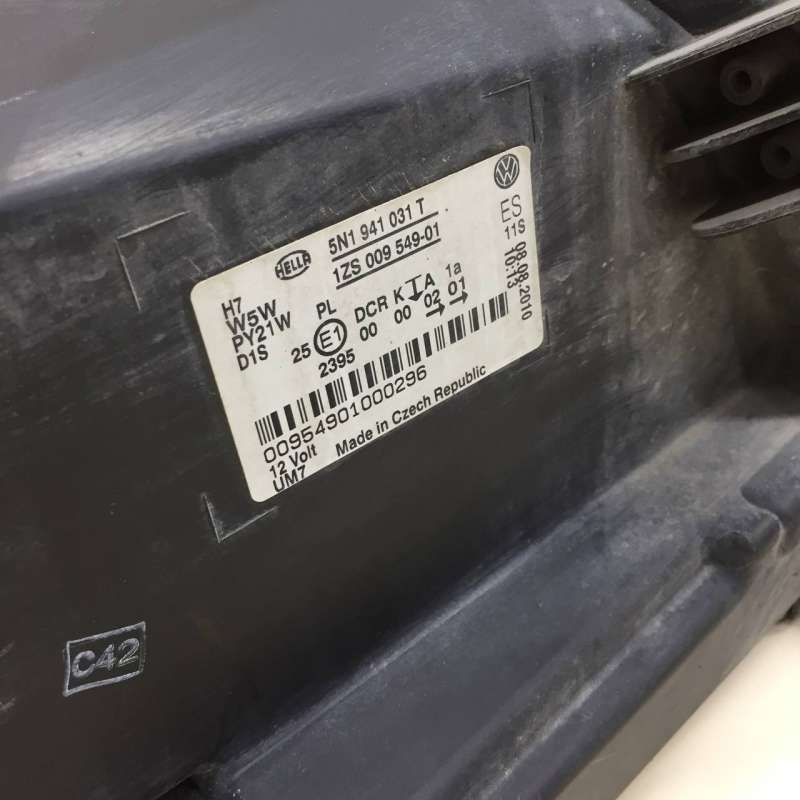 HELLA
5N1 941 031 T
1ZS 009 549-01
ES
11S
08.08.2010
10:13
H7
W5W
PY21W
D1S
25
PL
E1
2395
DCR K A 1a
00 00 02 01
00954901000296
12 Volt
Made in Czech Republic
UM7
C42